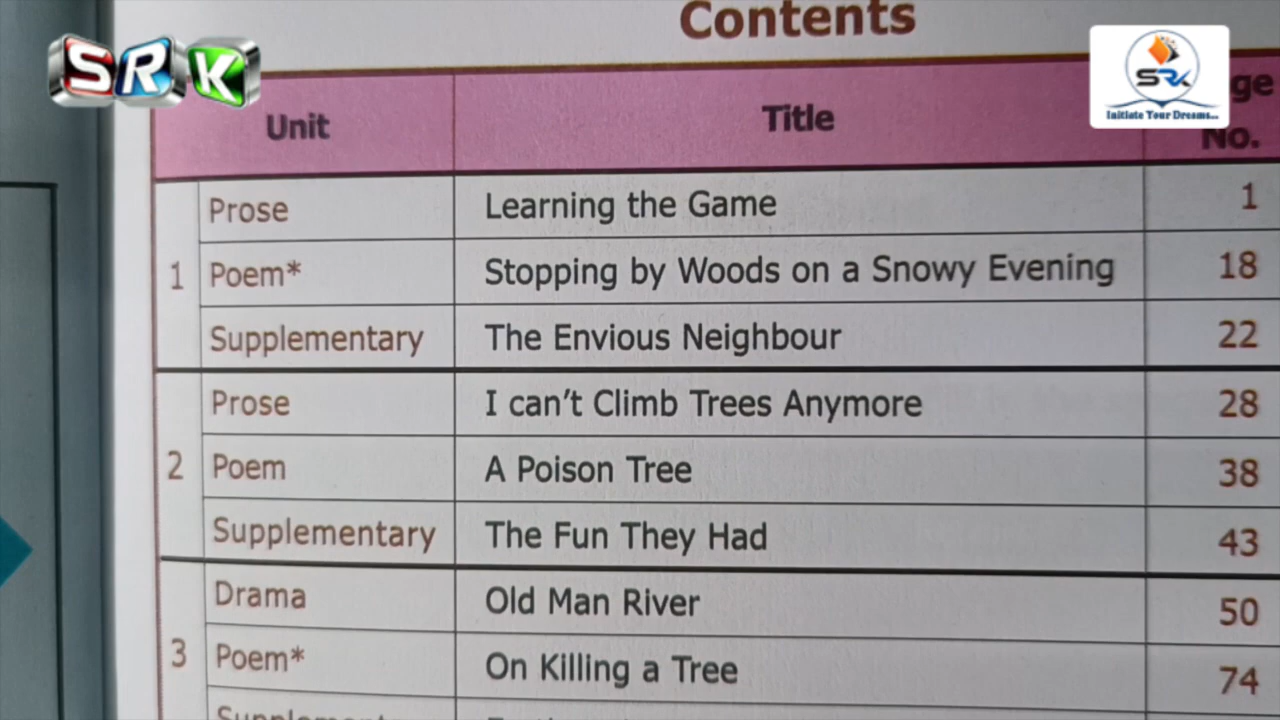 Contents
SRK
SRK
Initiate Your Dreams...
Unit Title No.
Prose Learning the Game 1
1 Poem* Stopping by Woods on a Snowy Evening 18
Supplementary The Envious Neighbour 22
Prose I can't Climb Trees Anymore 28
2 Poem A Poison Tree 38
Supplementary The Fun They Had 43
Drama Old Man River 50
3 Poem* On Killing a Tree 74